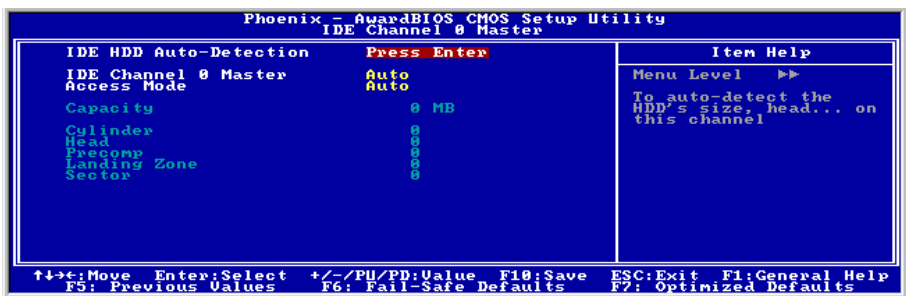 Phoenix - AwardBIOS CMOS Setup Utility
IDE Channel 0 Master
IDE HDD Auto-Detection Press Enter
IDE Channel 0 Master Auto
Access Mode Auto
Capacity 0 MB
Cylinder 0
Head 0
Precomp 0
Landing Zone 0
Sector 0
Item Help
Menu Level ▶▶
To auto-detect the
HDD's size, head... on
this channel
↑↓→←:Move Enter:Select +/-/PU/PD:Value F10:Save ESC:Exit F1:General Help
F5: Previous Values F6: Fail-Safe Defaults F7: Optimized Defaults